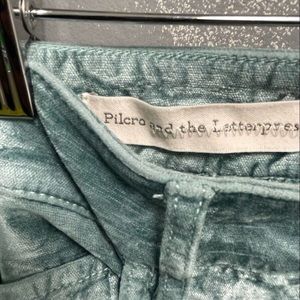 Pilcro and the Letterpres